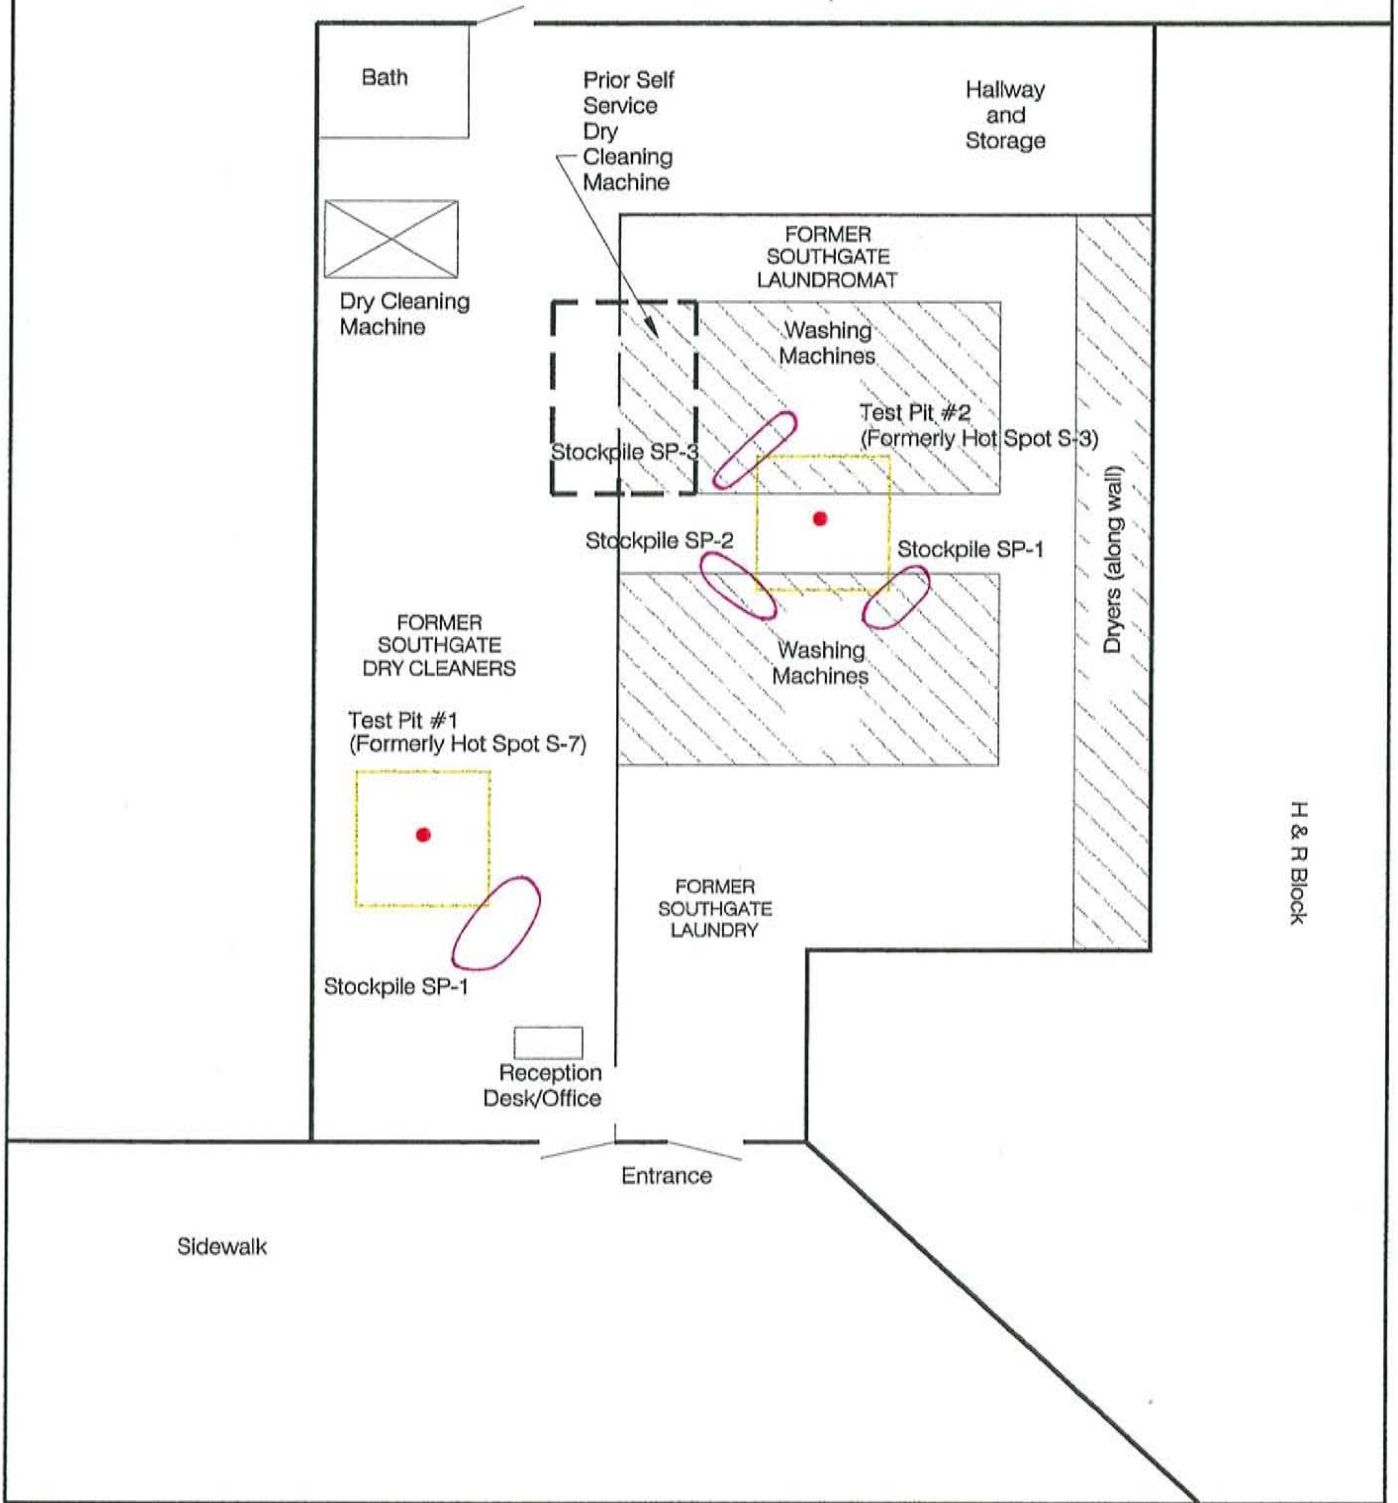 Bath
Prior Self
Service
Dry
Cleaning
Machine
Hallway
and
Storage
Dry Cleaning
Machine
FORMER
SOUTHGATE
LAUNDROMAT
Washing
Machines
Test Pit #2
(Formerly Hot Spot S-3)
Stockpile SP-3
Stockpile SP-2
Stockpile SP-1
Dryers (along wall)
Washing
Machines
FORMER
SOUTHGATE
DRY CLEANERS
Test Pit #1
(Formerly Hot Spot S-7)
H & R Block
FORMER
SOUTHGATE
LAUNDRY
Stockpile SP-1
Reception
Desk/Office
Entrance
Sidewalk